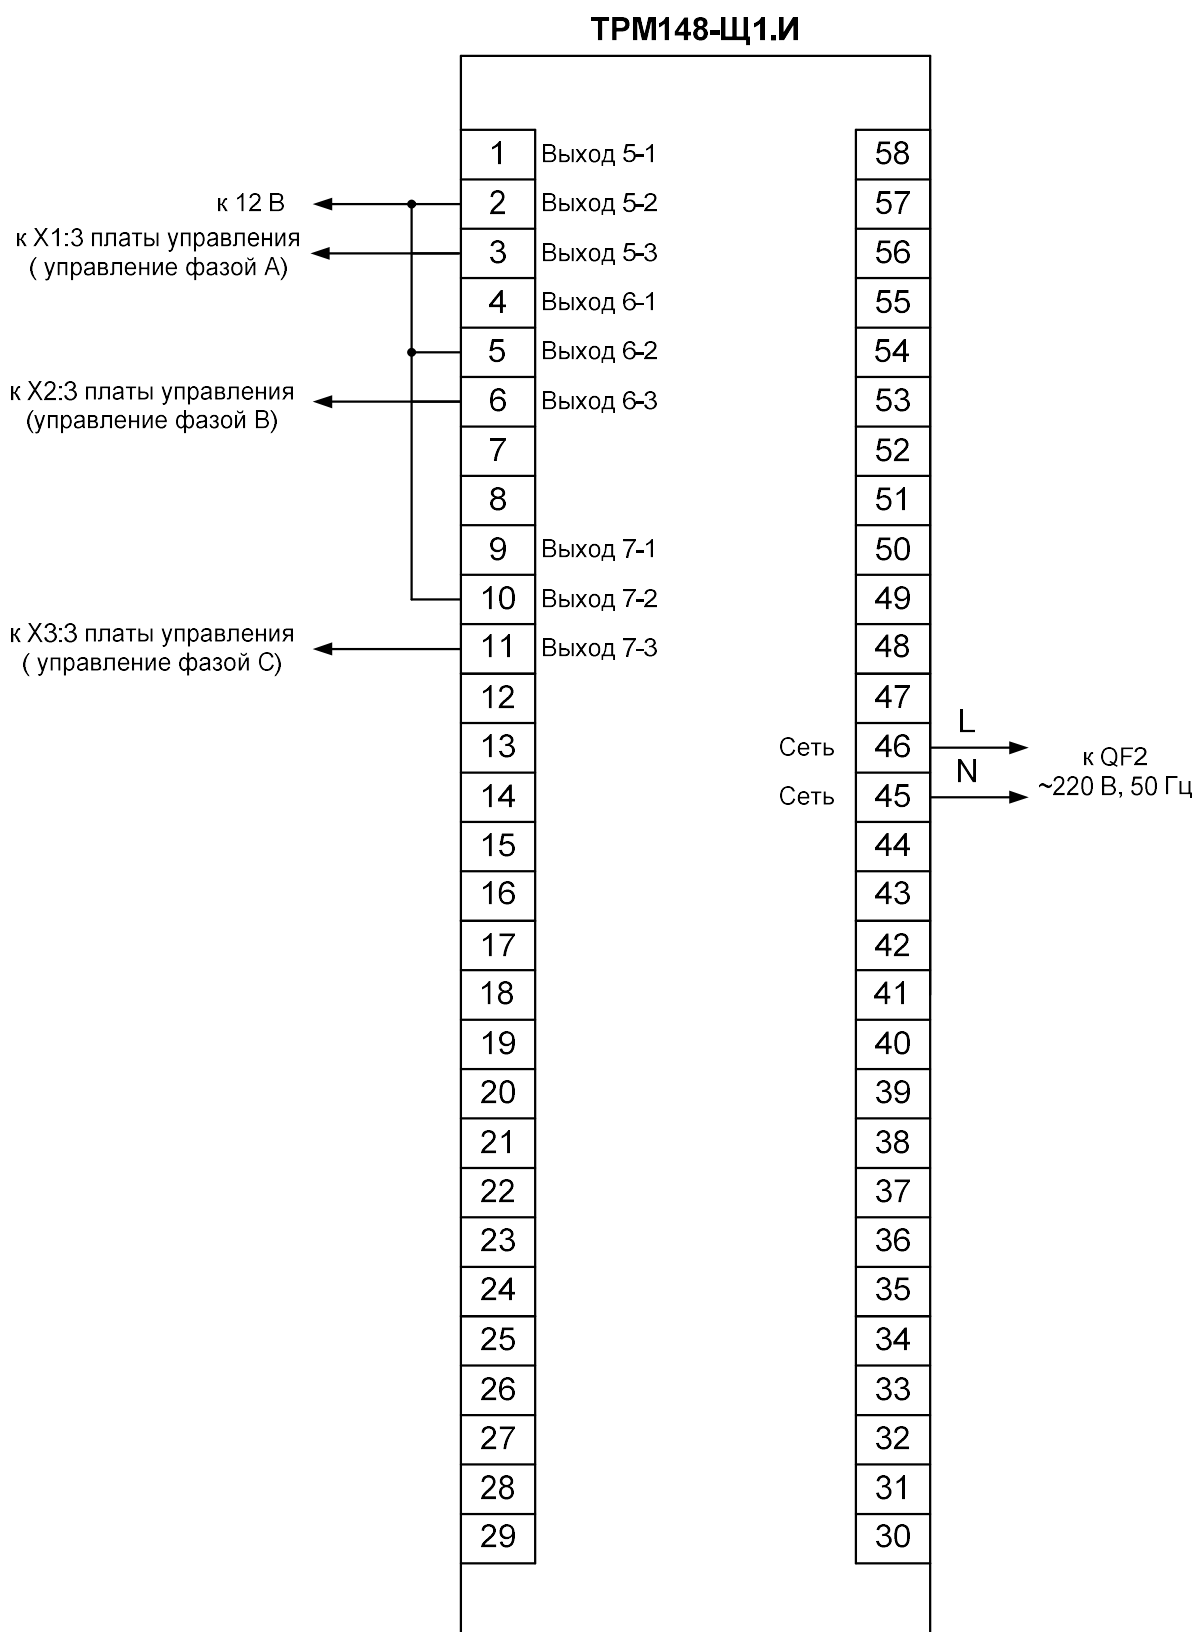 ТРМ148-Щ1.И
1 Выход 5-1 58
к 12 В 2 Выход 5-2 57
к Х1:3 платы управления
( управление фазой А)
3 Выход 5-3 56
4 Выход 6-1 55
5 Выход 6-2 54
к Х2:3 платы управления
(управление фазой В)
6 Выход 6-3 53
7 52
8 51
9 Выход 7-1 50
10 Выход 7-2 49
к Х3:3 платы управления
( управление фазой С)
11 Выход 7-3 48
12 47
13 Сеть 46 L
14 Сеть 45 N
к QF2
~220 В, 50 Гц
15 44
16 43
17 42
18 41
19 40
20 39
21 38
22 37
23 36
24 35
25 34
26 33
27 32
28 31
29 30